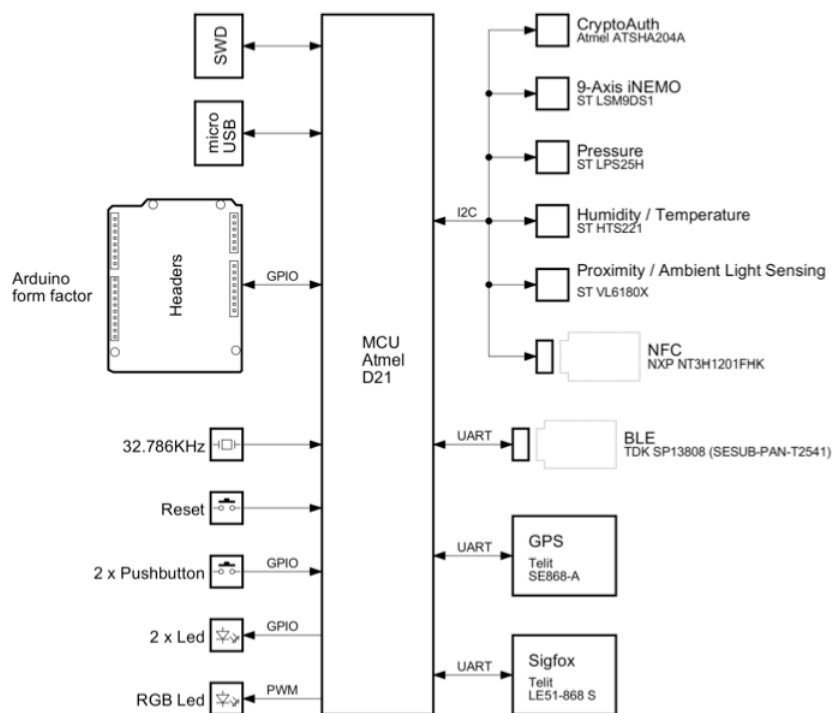 SWD
micro
USB
Arduino
form factor
Headers
GPIO
32.786KHz
Reset
2 x Pushbutton
GPIO
2 x Led
GPIO
RGB Led
PWM
MCU
Atmel
D21
I2C
CryptoAuth
Atmel ATSHA204A
9-Axis iNEMO
ST LSM9DS1
Pressure
ST LPS25H
Humidity / Temperature
ST HTS221
Proximity / Ambient Light Sensing
ST VL6180X
NFC
NXP NT3H1201FHK
UART
BLE
TDK SP13808 (SESUB-PAN-T2541)
UART
GPS
Telit
SE868-A
UART
Sigfox
Telit
LE51-868 S